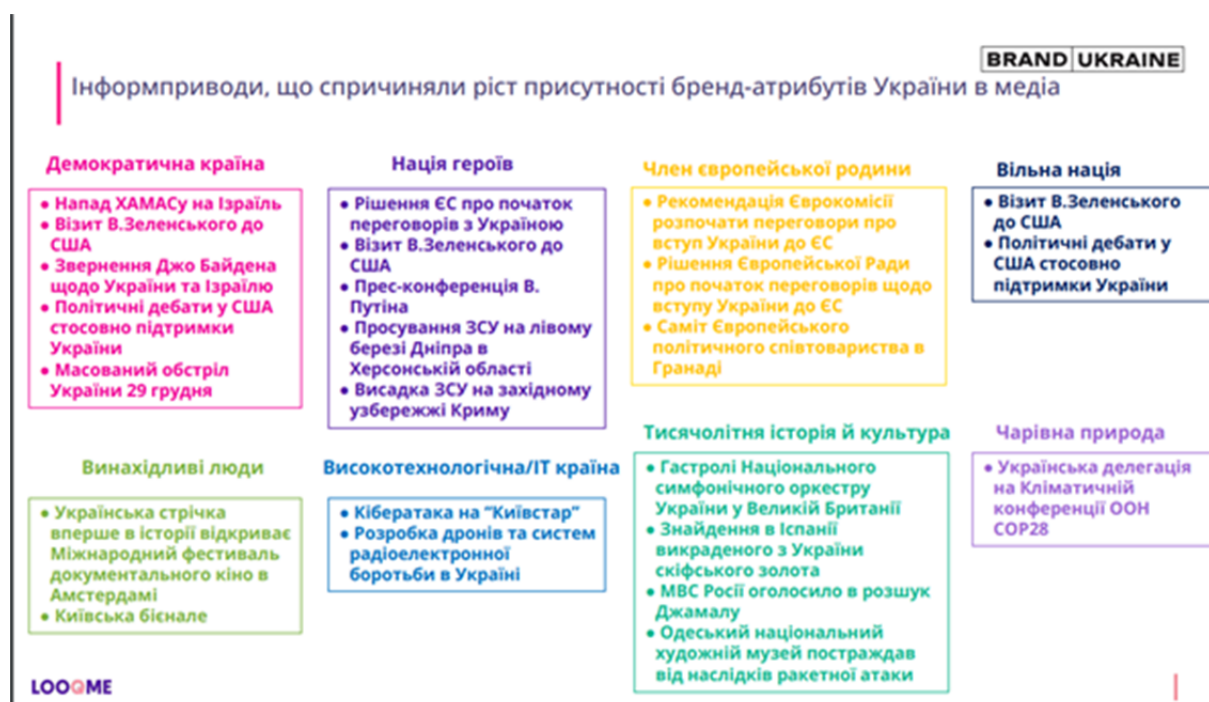 BRAND UKRAINE
Інформприводи, що спричиняли ріст присутності бренд-атрибутів України в медіа
Демократична країна
● Напад ХАМАСу на Ізраїль
● Візит В.Зеленського до
США
● Звернення Джо Байдена
щодо України та Ізраїлю
● Політичні дебати у США
стосовно підтримки
України
● Масований обстріл
України 29 грудня
Нація героїв
● Рішення ЄС про початок
переговорів з Україною
● Візит В.Зеленського до
США
● Прес-конференція В.
Путіна
● Просування ЗСУ на лівому
березі Дніпра в
Херсонській області
● Висадка ЗСУ на західному
узбережжі Криму
Член європейської родини
● Рекомендація Єврокомісії
розпочати переговори про
вступ України до ЄС
● Рішення Європейської Ради
про початок переговорів щодо
вступу України до ЄС
● Саміт Європейського
політичного співтовариства в
Гранаді
Вільна нація
● Візит В.Зеленського
до США
● Політичні дебати у
США стосовно
підтримки України
Винахідливі люди
● Українська стрічка
вперше в історії відкриває
Міжнародний фестиваль
документального кіно в
Амстердамі
● Київська бієнале
Високотехнологічна/ІТ країна
● Кібератака на “Київстар”
● Розробка дронів та систем
радіоелектронної
боротьби в Україні
Тисячолітня історія й культура
● Гастролі Національного
симфонічного оркестру
України у Великій Британії
● Знайдення в Іспанії
викраденого з України
скіфського золота
● МВС Росії оголосило в розшук
Джамалу
● Одеський національний
художній музей постраждав
від наслідків ракетної атаки
Чарівна природа
● Українська делегація
на Кліматичній
конференції ООН
COP28
LOOQME